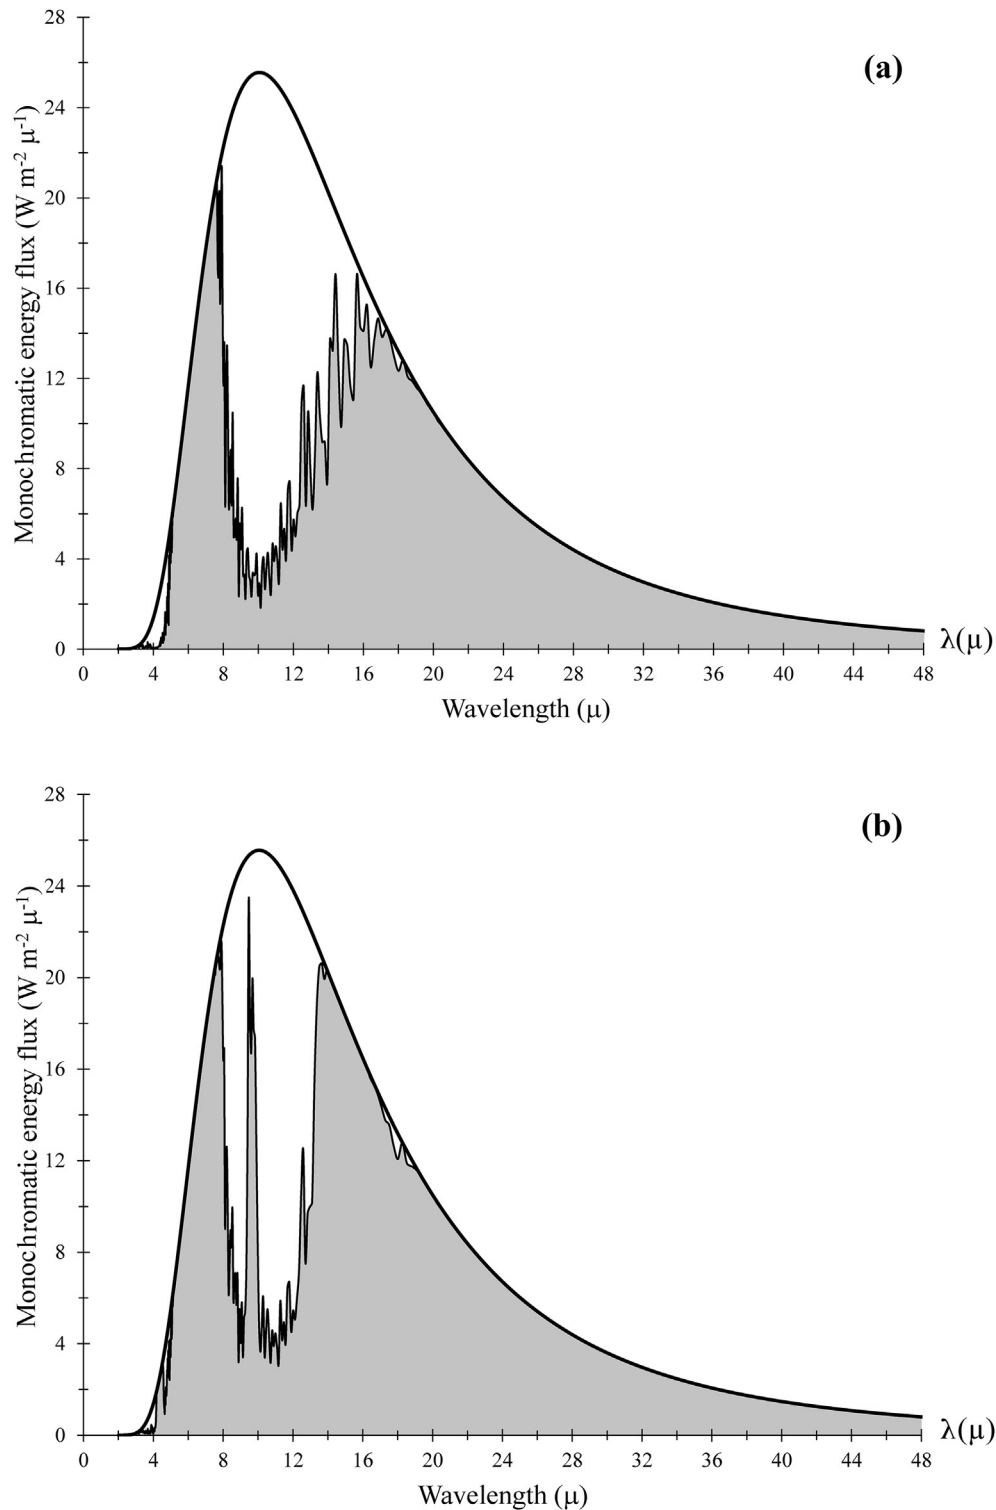 (a)
Monochromatic energy flux (W m⁻² μ⁻¹)
28
24
20
16
12
8
4
0
0 4 8 12 16 20 24 28 32 36 40 44 48
λ(μ)
Wavelength (μ)
(b)
Monochromatic energy flux (W m⁻² μ⁻¹)
28
24
20
16
12
8
4
0
0 4 8 12 16 20 24 28 32 36 40 44 48
λ(μ)
Wavelength (μ)